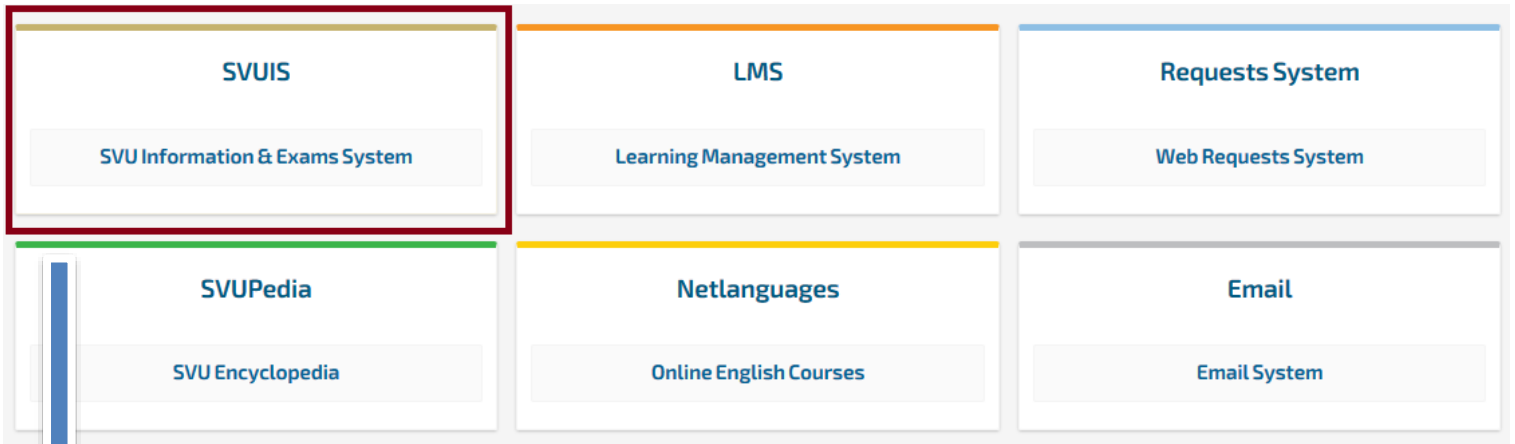 SVUIS
SVU Information & Exams System
LMS
Learning Management System
Requests System
Web Requests System
SVUPedia
SVU Encyclopedia
Netlanguages
Online English Courses
Email
Email System